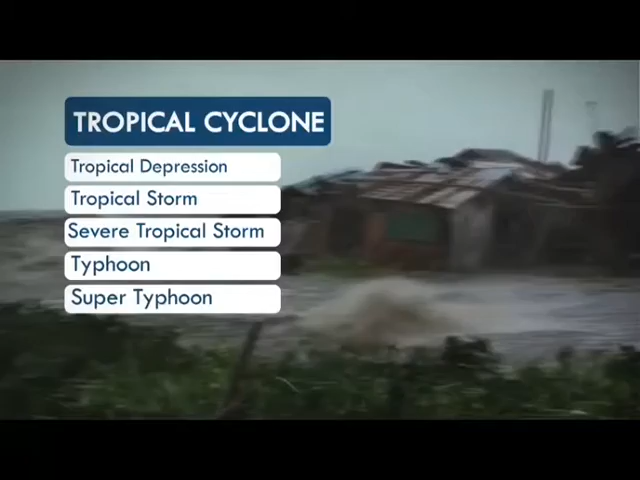 TROPICAL CYCLONE
Tropical Depression
Tropical Storm
Severe Tropical Storm
Typhoon
Super Typhoon